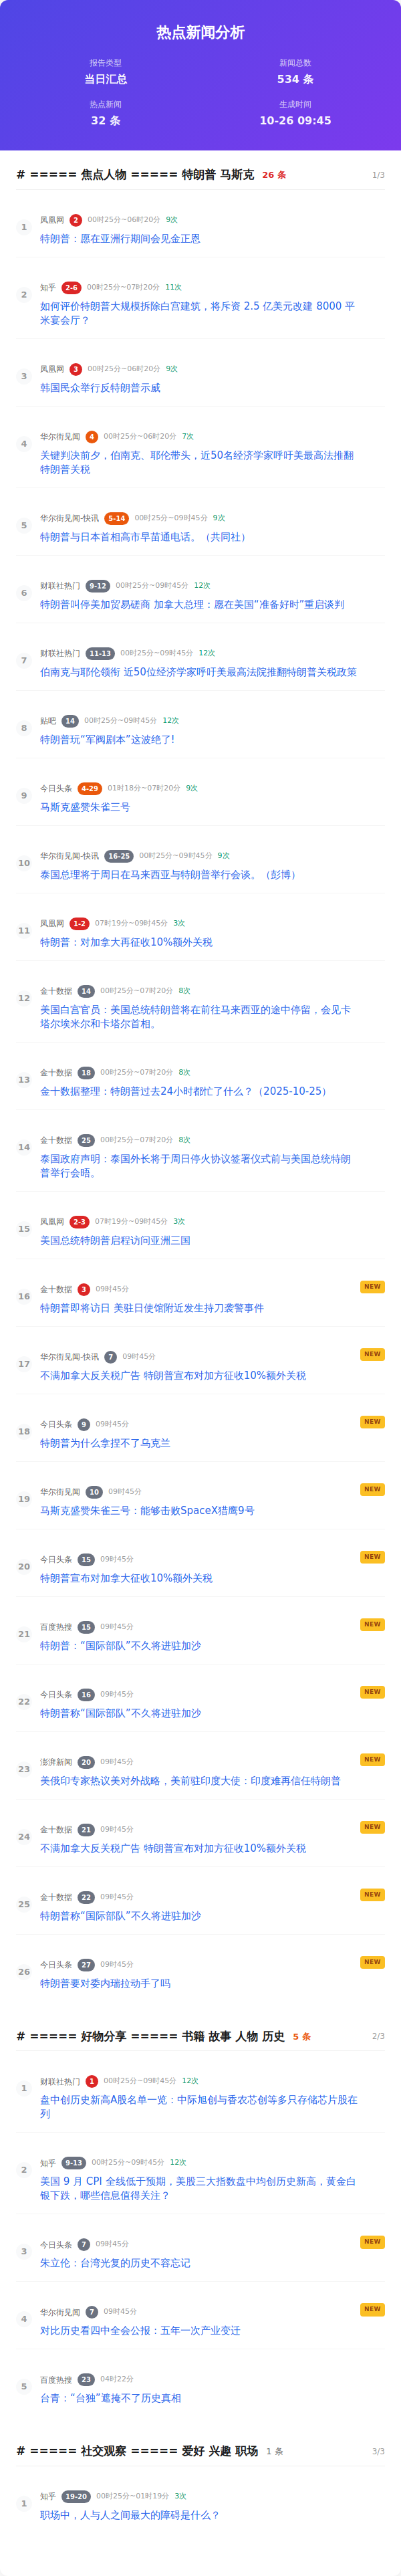 热点新闻分析
报告类型
当日汇总
新闻总数
534 条
热点新闻
32 条
生成时间
10-26 09:45
# ===== 焦点人物 ===== 特朗普 马斯克 26 条 1/3
1
凤凰网 2 00时25分~06时20分 9次
特朗普：愿在亚洲行期间会见金正恩
2
知乎 2-6 00时25分~07时20分 11次
如何评价特朗普大规模拆除白宫建筑，将斥资 2.5 亿美元改建 8000 平
米宴会厅？
3
凤凰网 3 00时25分~06时20分 9次
韩国民众举行反特朗普示威
4
华尔街见闻 4 00时25分~06时20分 7次
关键判决前夕，伯南克、耶伦带头，近50名经济学家呼吁美最高法推翻
特朗普关税
5
华尔街见闻-快讯 5-14 00时25分~09时45分 9次
特朗普与日本首相高市早苗通电话。（共同社）
6
财联社热门 9-12 00时25分~09时45分 12次
特朗普叫停美加贸易磋商 加拿大总理：愿在美国“准备好时”重启谈判
7
财联社热门 11-13 00时25分~09时45分 12次
伯南克与耶伦领衔 近50位经济学家呼吁美最高法院推翻特朗普关税政策
8
贴吧 14 00时25分~09时45分 12次
特朗普玩“军阀剧本”这波绝了!
9
今日头条 4-29 01时18分~07时20分 9次
马斯克盛赞朱雀三号
10
华尔街见闻-快讯 16-25 00时25分~09时45分 9次
泰国总理将于周日在马来西亚与特朗普举行会谈。（彭博）
11
凤凰网 1-2 07时19分~09时45分 3次
特朗普：对加拿大再征收10%额外关税
12
金十数据 14 00时25分~07时20分 8次
美国白宫官员：美国总统特朗普将在前往马来西亚的途中停留，会见卡
塔尔埃米尔和卡塔尔首相。
13
金十数据 18 00时25分~07时20分 8次
金十数据整理：特朗普过去24小时都忙了什么？（2025-10-25）
14
金十数据 25 00时25分~07时20分 8次
泰国政府声明：泰国外长将于周日停火协议签署仪式前与美国总统特朗
普举行会晤。
15
凤凰网 2-3 07时19分~09时45分 3次
美国总统特朗普启程访问亚洲三国
16
金十数据 3 09时45分 NEW
特朗普即将访日 美驻日使馆附近发生持刀袭警事件
17
华尔街见闻-快讯 7 09时45分 NEW
不满加拿大反关税广告 特朗普宣布对加方征收10%额外关税
18
今日头条 9 09时45分 NEW
特朗普为什么拿捏不了乌克兰
19
华尔街见闻 10 09时45分 NEW
马斯克盛赞朱雀三号：能够击败SpaceX猎鹰9号
20
今日头条 15 09时45分 NEW
特朗普宣布对加拿大征收10%额外关税
21
百度热搜 15 09时45分 NEW
特朗普：“国际部队”不久将进驻加沙
22
今日头条 16 09时45分 NEW
特朗普称“国际部队”不久将进驻加沙
23
澎湃新闻 20 09时45分 NEW
美俄印专家热议美对外战略，美前驻印度大使：印度难再信任特朗普
24
金十数据 21 09时45分 NEW
不满加拿大反关税广告 特朗普宣布对加方征收10%额外关税
25
金十数据 22 09时45分 NEW
特朗普称“国际部队”不久将进驻加沙
26
今日头条 27 09时45分 NEW
特朗普要对委内瑞拉动手了吗
# ===== 好物分享 ===== 书籍 故事 人物 历史 5 条 2/3
1
财联社热门 1 00时25分~09时45分 12次
盘中创历史新高A股名单一览：中际旭创与香农芯创等多只存储芯片股在
列
2
知乎 9-13 00时25分~09时45分 12次
美国 9 月 CPI 全线低于预期，美股三大指数盘中均创历史新高，黄金白
银下跌，哪些信息值得关注？
3
今日头条 7 09时45分 NEW
朱立伦：台湾光复的历史不容忘记
4
华尔街见闻 7 09时45分 NEW
对比历史看四中全会公报：五年一次产业变迁
5
百度热搜 23 04时22分
台青：“台独”遮掩不了历史真相
# ===== 社交观察 ===== 爱好 兴趣 职场 1 条 3/3
1
知乎 19-20 00时25分~01时19分 3次
职场中，人与人之间最大的障碍是什么？